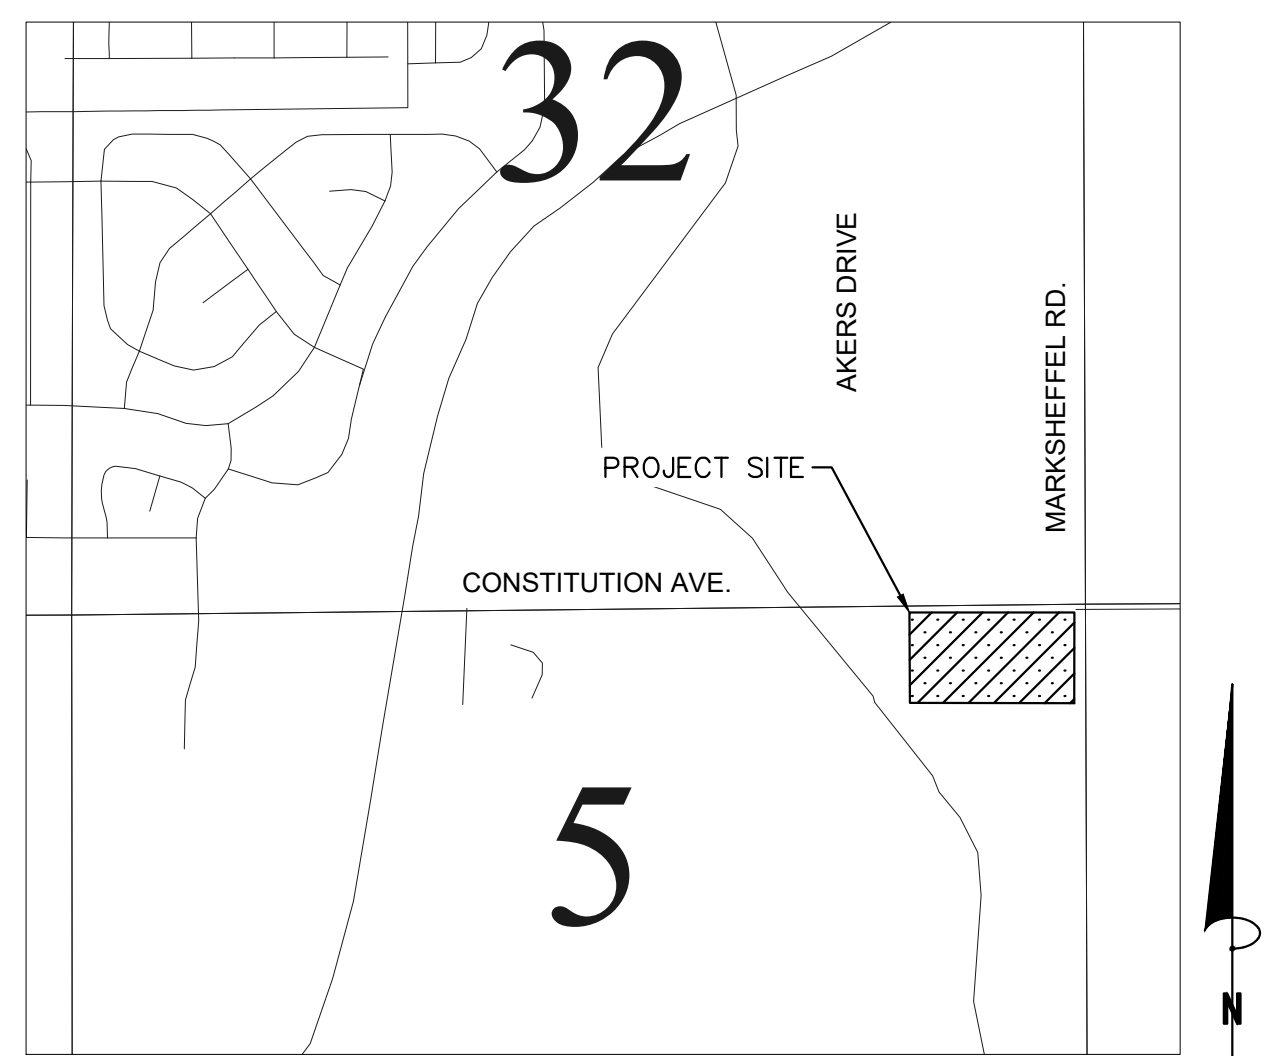 32
AKERS DRIVE
MARKSHEFFEL RD.
PROJECT SITE
CONSTITUTION AVE.
5
N